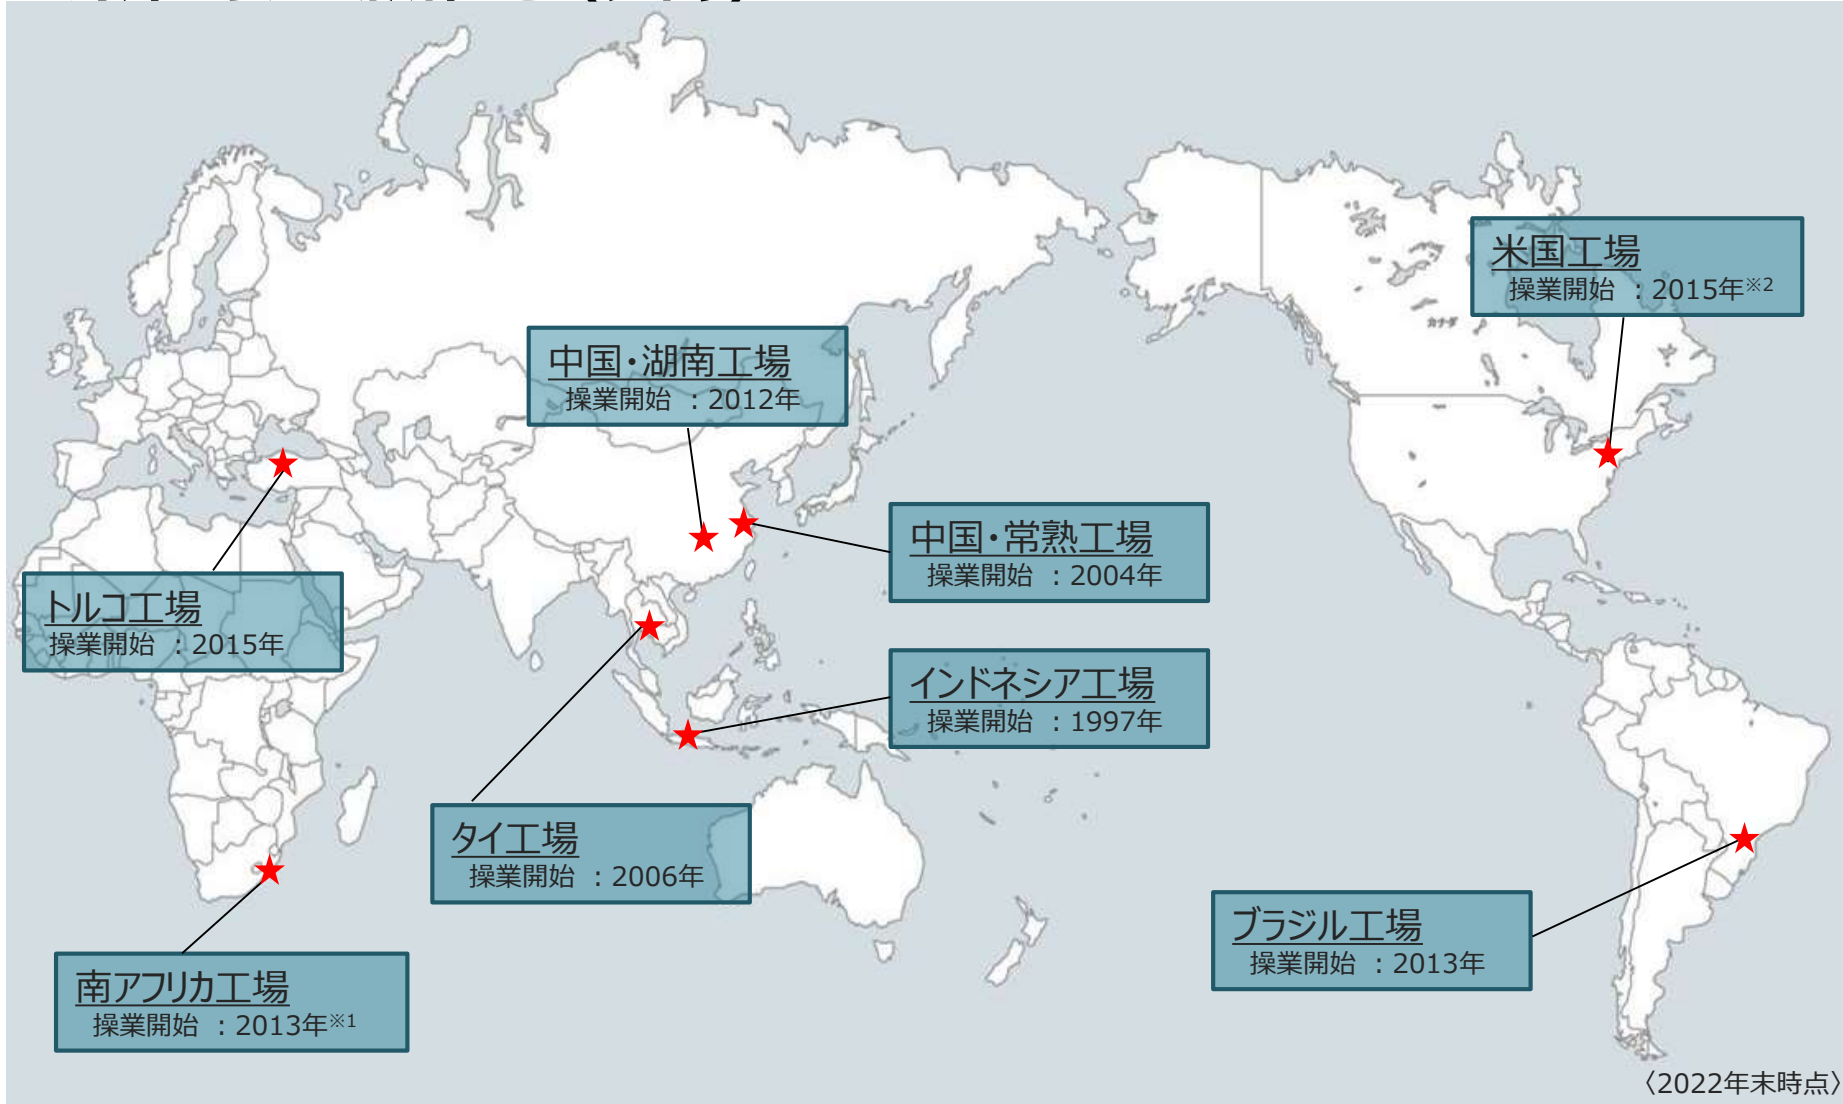 米国工場
操業開始 ：2015年※2
カナダ
中国・湖南工場
操業開始 ：2012年
中国・常熟工場
操業開始 ：2004年
トルコ工場
操業開始 ：2015年
インドネシア工場
操業開始 ：1997年
タイ工場
操業開始 ：2006年
ブラジル工場
操業開始 ：2013年
南アフリカ工場
操業開始 ：2013年※1
〈2022年末時点〉